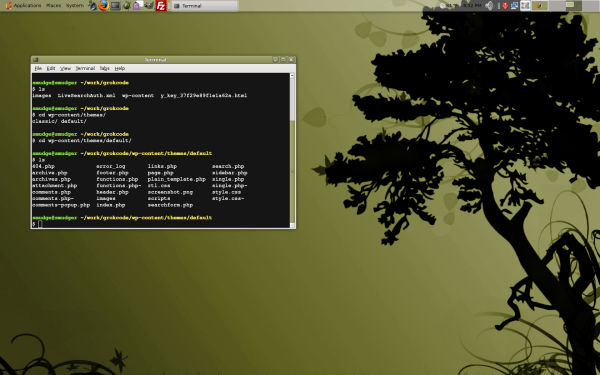 Applications Places System Terminal
Terminal
File Edit View Terminal Tabs Help
smudge@smudger ~/work/grokcode
$ ls
images LiveSearchAuth.xml wp-content
smudge@smudger ~/work/grokcode
$ cd wp-content/themes/
classic/ default/
smudge@smudger ~/work/grokcode
$ cd wp-content/themes/default/
smudge@smudger ~/work/grokcode/wp-content/themes/default
$ ls
404.php error_log links.php search.php
archive.php footer.php page.php sidebar.php
archives.php functions.php plain_template.php single.php
attachment.php functions.php~ rtl.css single.php~
comments.php header.php screenshot.png style.css
comments.php~ images scripts style.css~
comments-popup.php index.php searchform.php
smudge@smudger ~/work/grokcode/wp-content/themes/default
$